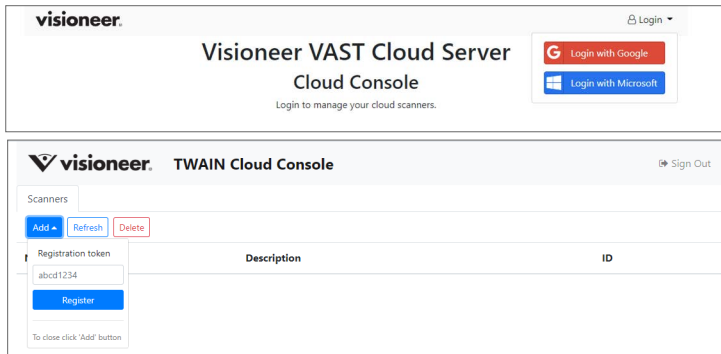 visioneer.
Login
Visioneer VAST Cloud Server
Login with Google
Cloud Console
Login with Microsoft
Login to manage your cloud scanners.
visioneer. TWAIN Cloud Console
Sign Out
Scanners
Add Refresh Delete
Registration token
Description ID
abcd1234
Register
To close click 'Add' button